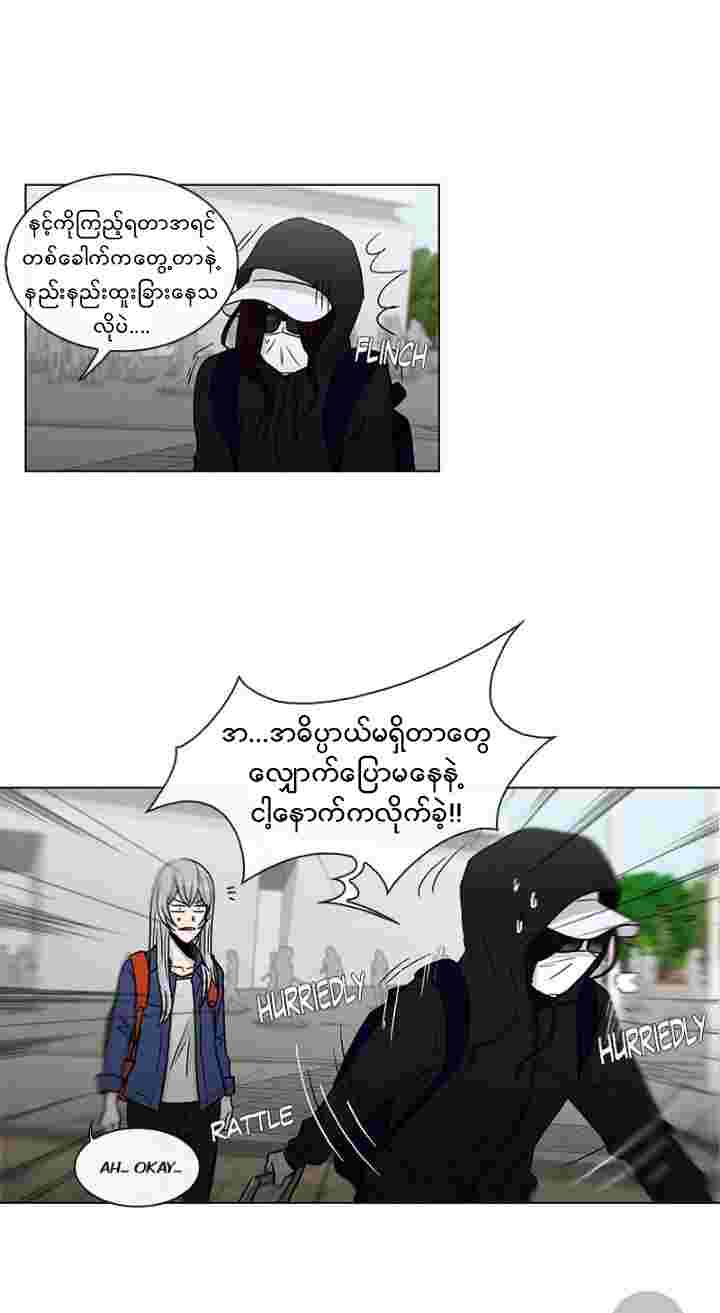 နင့်ကိုကြည့်ရတာအရင်
တစ်ခေါက်ကတွေ့တာနဲ့
နည်းနည်းထူးခြားနေသ
လိုပဲ....
FLINCH
အ...အဓိပ္ပာယ်မရှိတာတွေ
လျှောက်ပြောမနေနဲ့
ငါ့နောက်ကလိုက်ခဲ့!!
HURRIEDLY
HURRIEDLY
RATTLE
AH... OKAY...